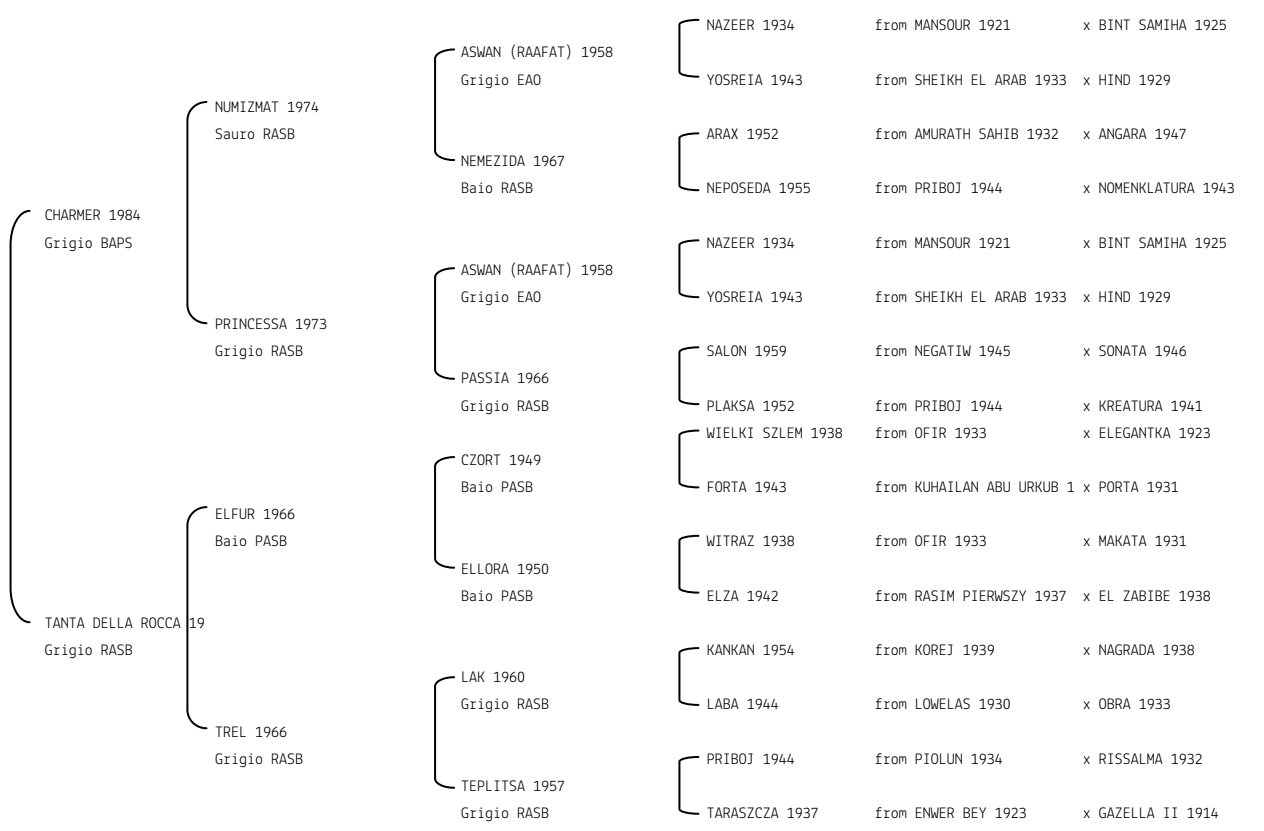 NAZEER 1934 from MANSOUR 1921 x BINT SAMIHA 1925
ASWAN (RAAFAT) 1958
Grigio EAO YOSREIA 1943 from SHEIKH EL ARAB 1933 x HIND 1929
NUMIZMAT 1974
Sauro RASB ARAX 1952 from AMURATH SAHIB 1932 x ANGARA 1947
NEMEZIDA 1967
Baio RASB NEPOSEDA 1955 from PRIBOJ 1944 x NOMENKLATURA 1943
CHARMER 1984
Grigio BAPS NAZEER 1934 from MANSOUR 1921 x BINT SAMIHA 1925
ASWAN (RAAFAT) 1958
Grigio EAO YOSREIA 1943 from SHEIKH EL ARAB 1933 x HIND 1929
PRINCESSA 1973
Grigio RASB SALON 1959 from NEGATIW 1945 x SONATA 1946
PASSIA 1966
Grigio RASB PLAKSA 1952 from PRIBOJ 1944 x KREATURA 1941
WIELKI SZLEM 1938 from OFIR 1933 x ELEGANTKA 1923
CZORT 1949
Baio PASB FORTA 1943 from KUHAILAN ABU URKUB 1 x PORTA 1931
ELFUR 1966
Baio PASB WITRAZ 1938 from OFIR 1933 x MAKATA 1931
ELLORA 1950
Baio PASB ELZA 1942 from RASIM PIERWSZY 1937 x EL ZABIBE 1938
TANTA DELLA ROCCA 19
Grigio RASB KANKAN 1954 from KOREJ 1939 x NAGRADA 1938
LAK 1960
Grigio RASB LABA 1944 from LOWELAS 1930 x OBRA 1933
TREL 1966
Grigio RASB PRIBOJ 1944 from PIOLUN 1934 x RISSALMA 1932
TEPLITSA 1957
Grigio RASB TARASZCZA 1937 from ENWER BEY 1923 x GAZELLA II 1914